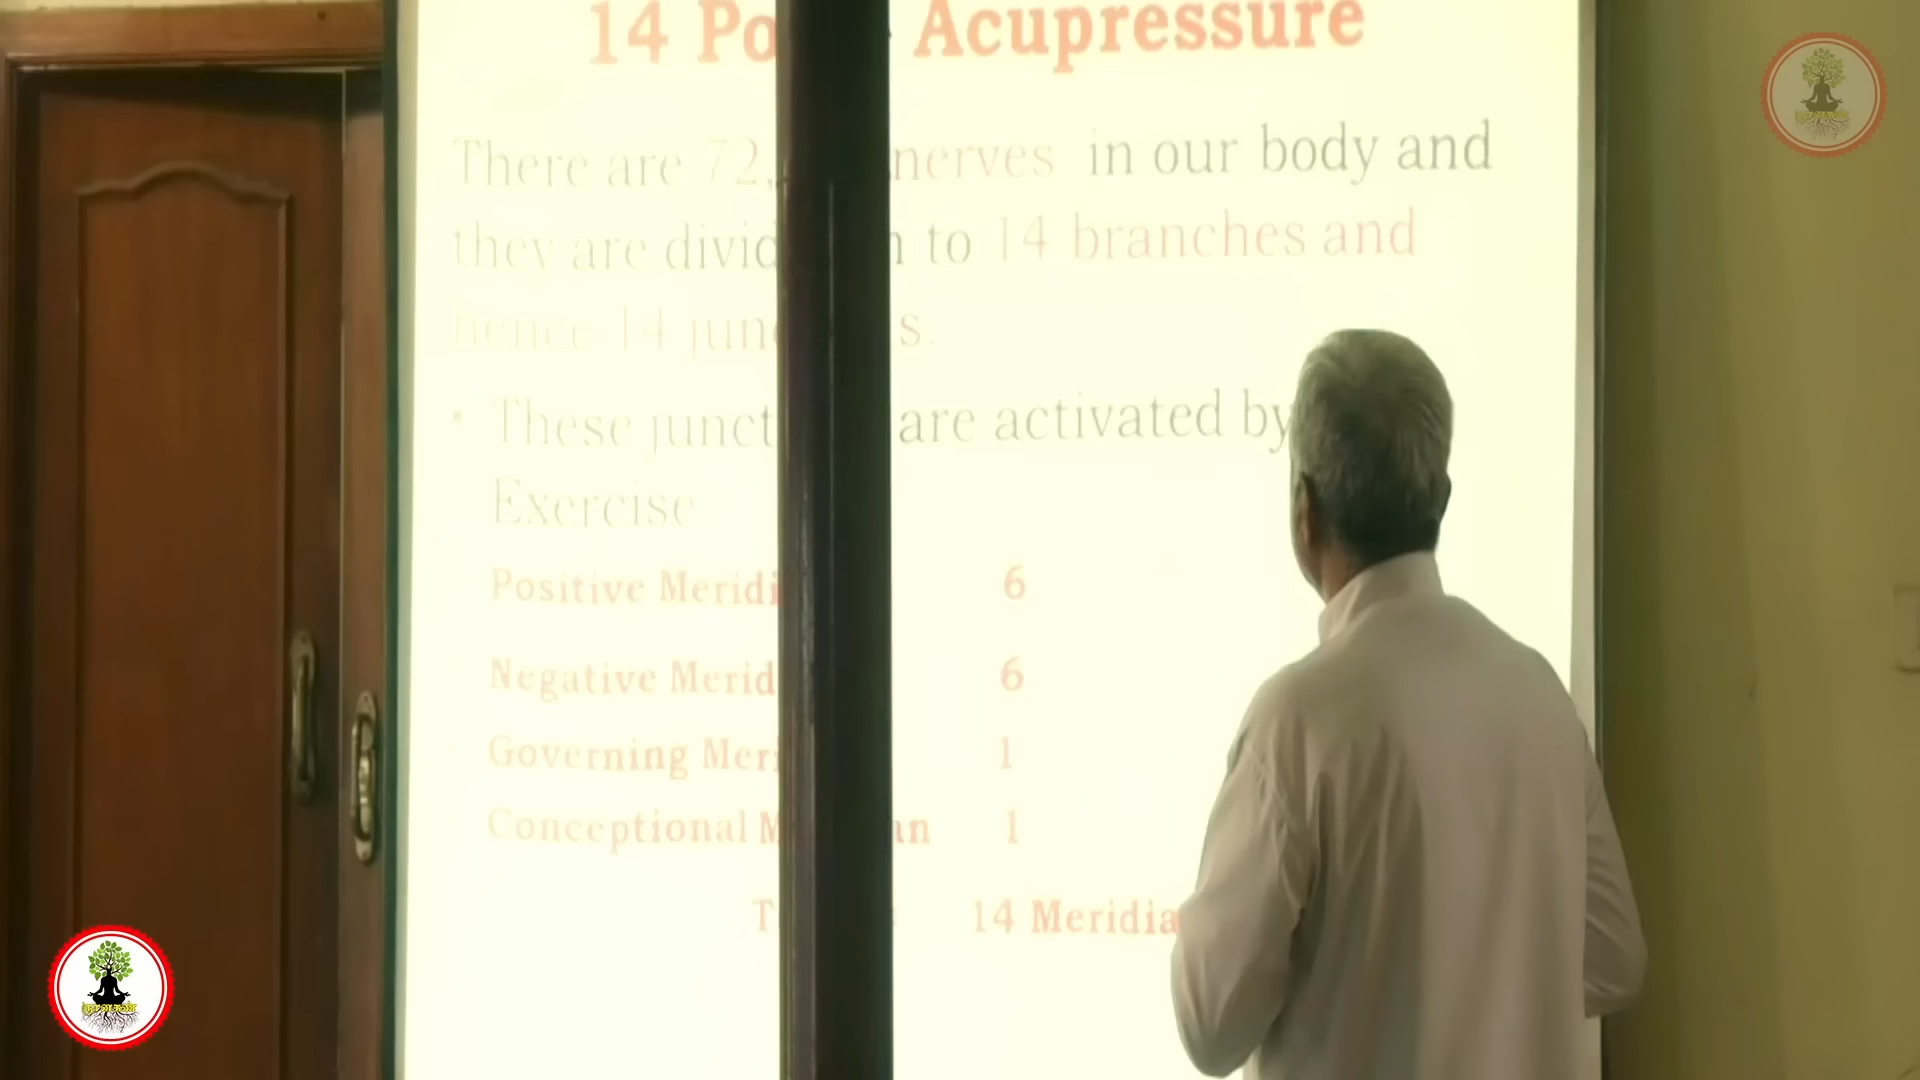 14 Po Acupressure
There are 72, nerves in our body and
they are divid n to 14 branches and
hence 14 junc s.
• These junct are activated by
Exercise
Positive Meridi 6
Negative Merid 6
Governing Meri 1
Conceptional M an 1
T 14 Meridia